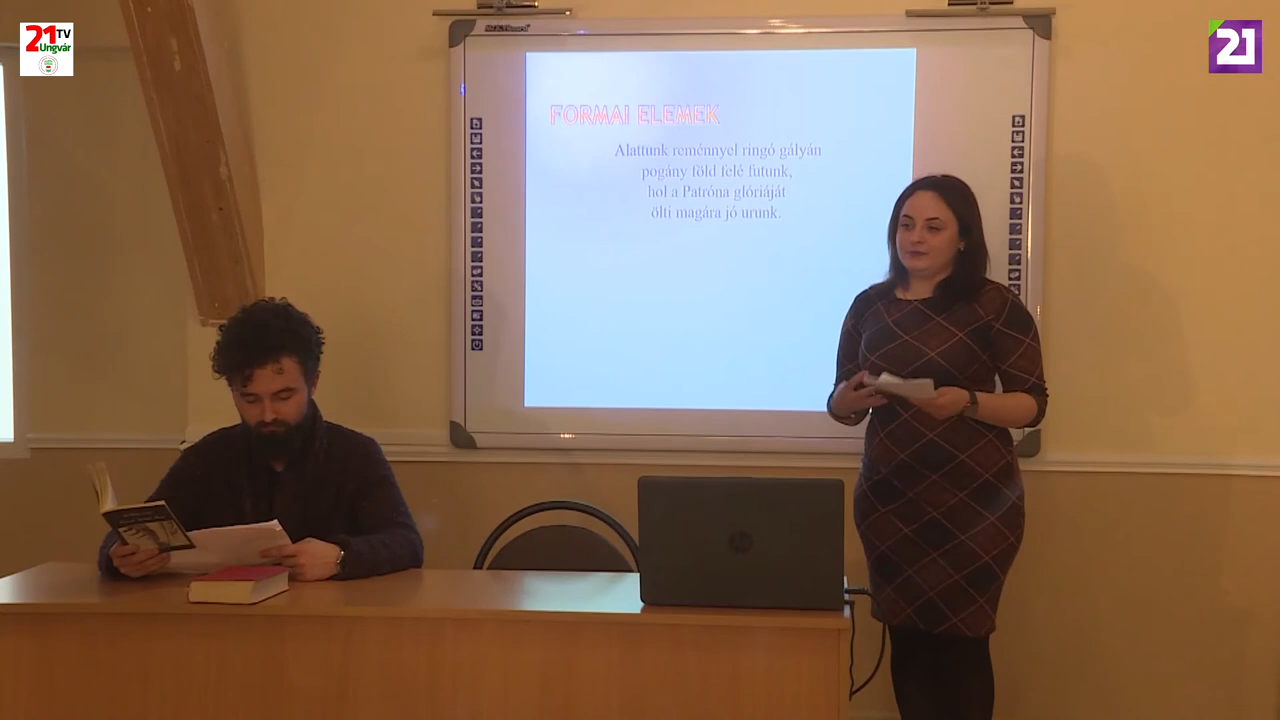 21 TV
Ungvár
21
FORMAI ELEMEK
Alattunk reménnyel ringó gályán
pogány föld felé futunk,
hol a Patróna glóriáját
ölti magára jó urunk.
hp